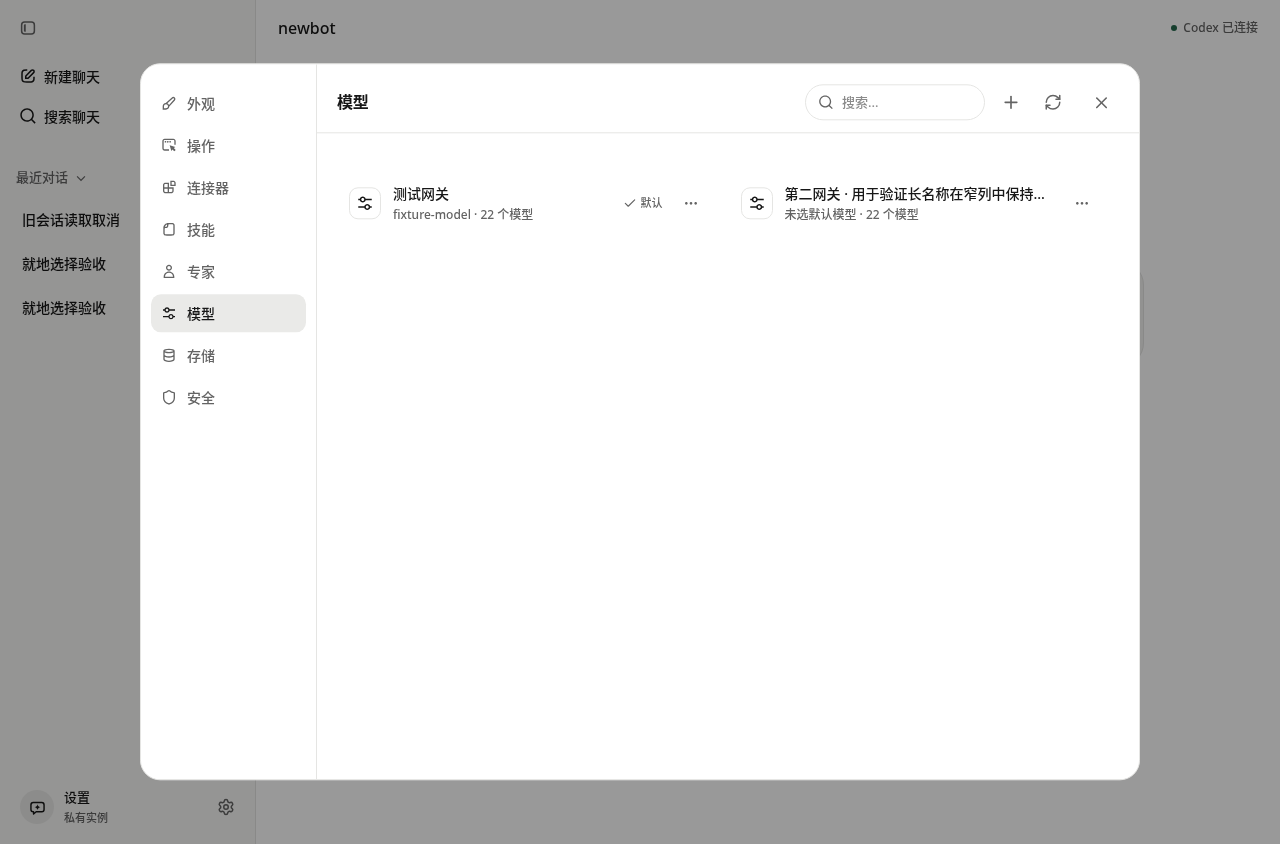 newbot
Codex 已连接
新建聊天
搜索聊天
最近对话
旧会话读取取消
就地选择验收
就地选择验收
设置
私有实例
外观
操作
连接器
技能
专家
模型
存储
安全
模型
搜索...
测试网关
fixture-model · 22 个模型
默认
第二网关 · 用于验证长名称在窄列中保持...
未选默认模型 · 22 个模型